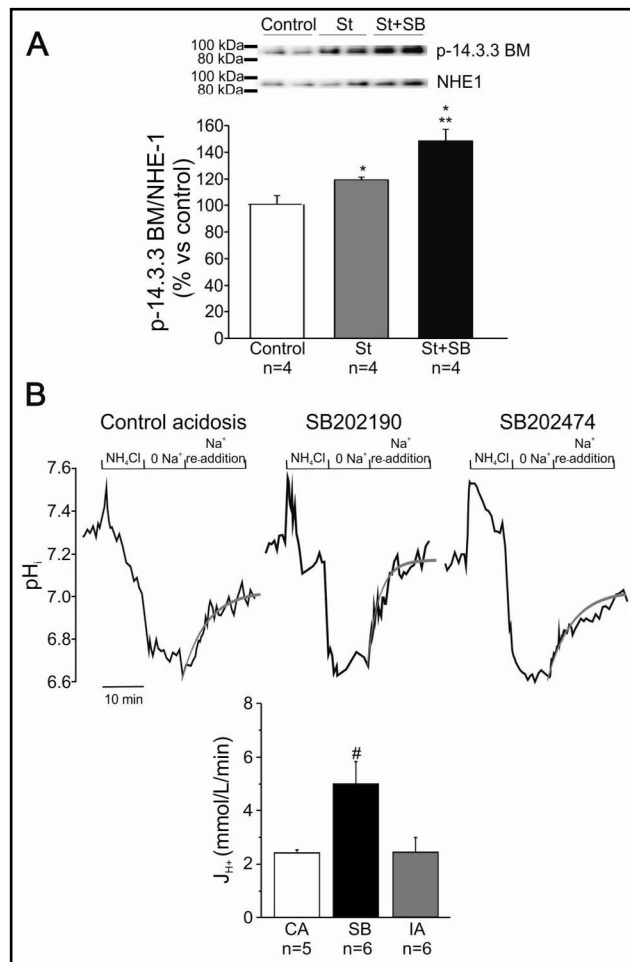 A
Control St St+SB
100 kDa
80 kDa
p-14.3.3 BM
100 kDa
80 kDa
NHE1
p-14.3.3 BM/NHE-1
(% vs control)
160
140
120
100
80
60
40
20
0
*
*
**
Control St St+SB
n=4 n=4 n=4
B
Control acidosis SB202190 SB202474
NH₄Cl 0 Na⁺ Na⁺ re-addition
NH₄Cl 0 Na⁺ Na⁺ re-addition
NH₄Cl 0 Na⁺ Na⁺ re-addition
pHᵢ
7.6
7.4
7.2
7.0
6.8
6.6
10 min
J_H+ (mmol/L/min)
8
6
4
2
0
#
CA SB IA
n=5 n=6 n=6